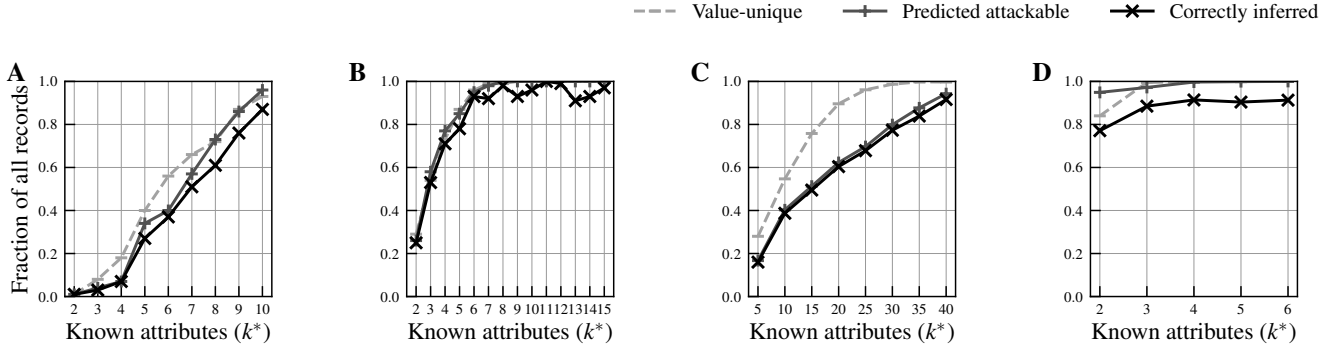 Value-unique Predicted attackable Correctly inferred
A B C D
Fraction of all records
1.0 1.0 1.0 1.0
0.8 0.8 0.8 0.8
0.6 0.6 0.6 0.6
0.4 0.4 0.4 0.4
0.2 0.2 0.2 0.2
0.0 0.0 0.0 0.0
2 3 4 5 6 7 8 9 10 2 3 4 5 6 7 8 9 10 11 12 13 14 15 5 10 15 20 25 30 35 40 2 3 4 5 6
Known attributes (k*) Known attributes (k*) Known attributes (k*) Known attributes (k*)